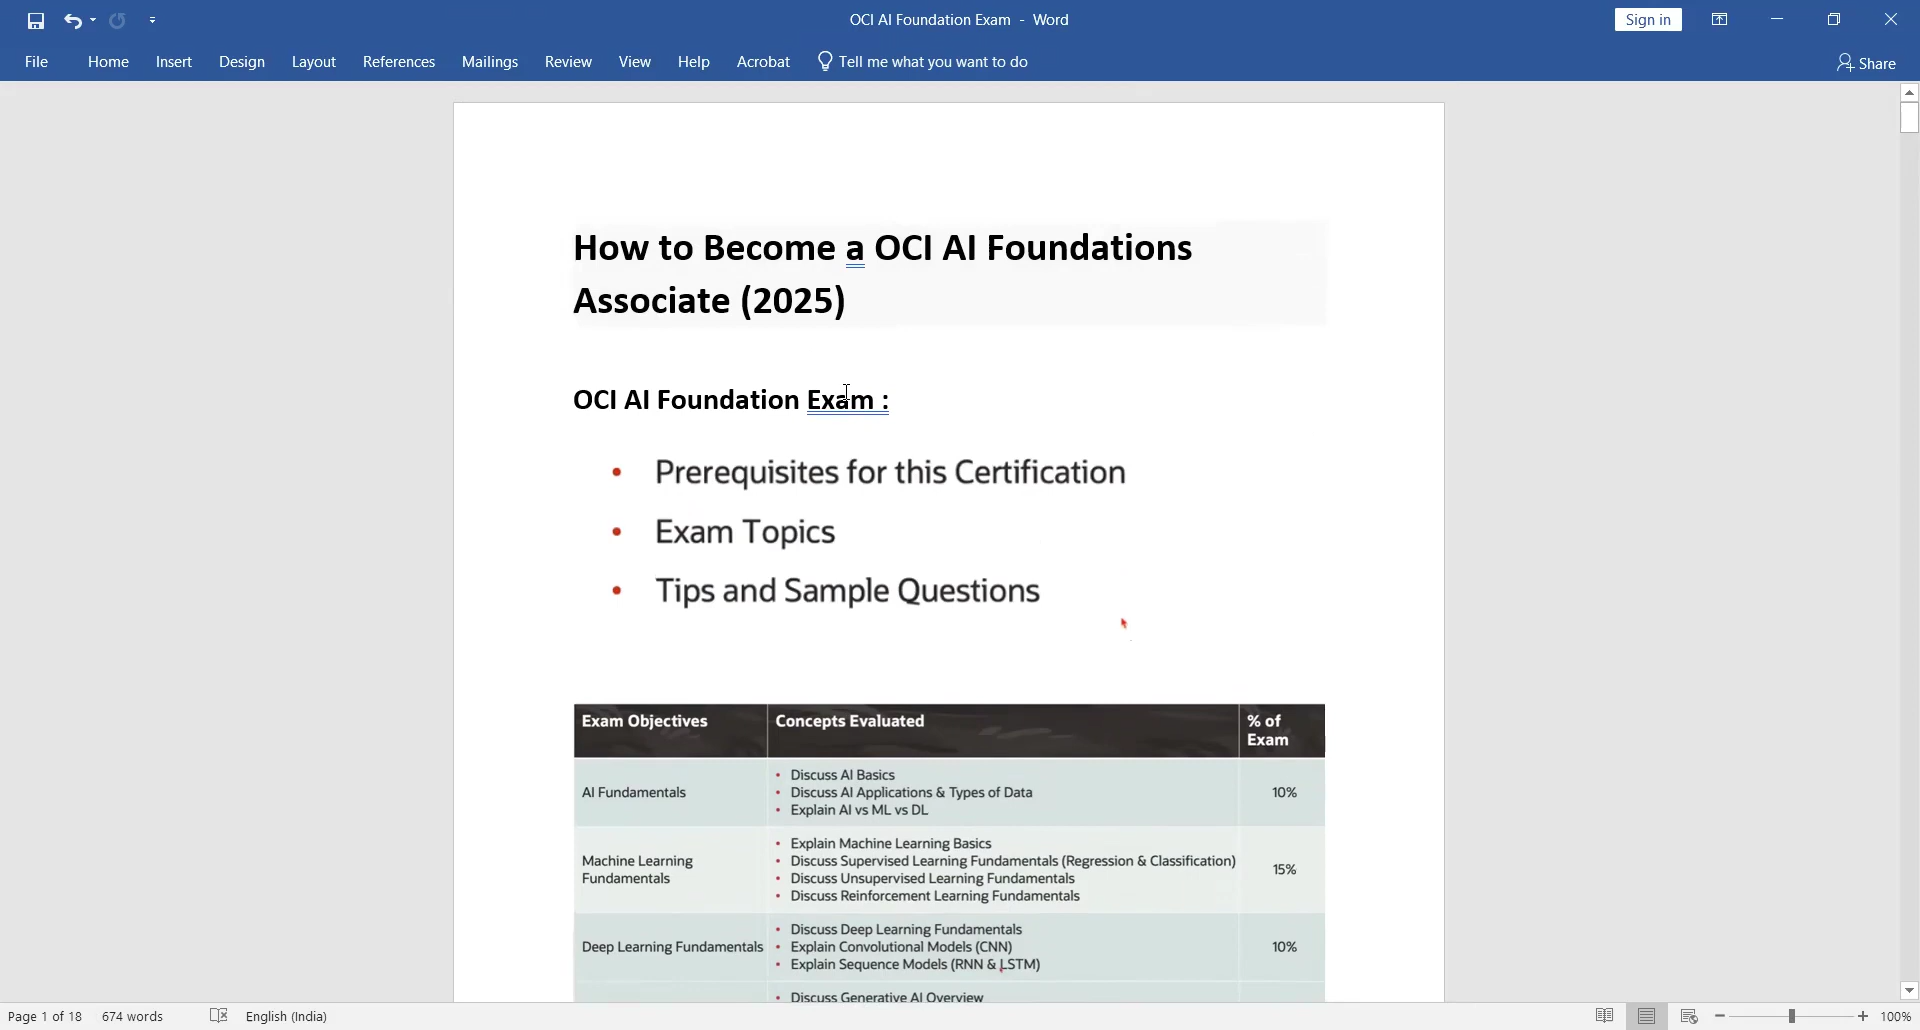 OCI AI Foundation Exam - Word
Sign in
File Home Insert Design Layout References Mailings Review View Help Acrobat Tell me what you want to do
Share
How to Become a OCI AI Foundations
Associate (2025)
OCI AI Foundation Exam :
• Prerequisites for this Certification
• Exam Topics
• Tips and Sample Questions
Exam Objectives Concepts Evaluated % of
Exam
AI Fundamentals
• Discuss AI Basics
• Discuss AI Applications & Types of Data
• Explain AI vs ML vs DL
10%
Machine Learning
Fundamentals
• Explain Machine Learning Basics
• Discuss Supervised Learning Fundamentals (Regression & Classification)
• Discuss Unsupervised Learning Fundamentals
• Discuss Reinforcement Learning Fundamentals
15%
Deep Learning Fundamentals
• Discuss Deep Learning Fundamentals
• Explain Convolutional Models (CNN)
• Explain Sequence Models (RNN & LSTM)
10%
• Discuss Generative AI Overview
Page 1 of 18 674 words English (India) 100%